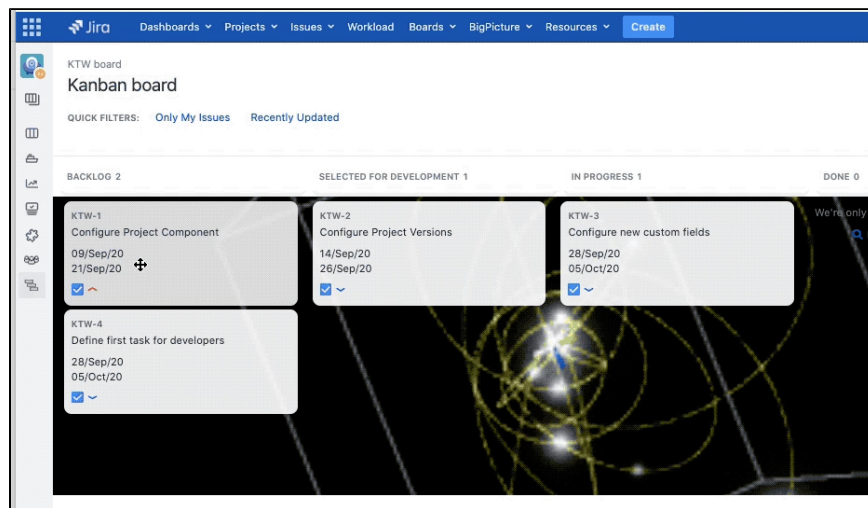 Jira Dashboards Projects Issues Workload Boards BigPicture Resources Create
KTW board
Kanban board
QUICK FILTERS: Only My Issues Recently Updated
BACKLOG 2 SELECTED FOR DEVELOPMENT 1 IN PROGRESS 1 DONE 0
KTW-1
Configure Project Component
09/Sep/20
21/Sep/20
KTW-2
Configure Project Versions
14/Sep/20
26/Sep/20
KTW-3
Configure new custom fields
28/Sep/20
05/Oct/20
We're only
KTW-4
Define first task for developers
28/Sep/20
05/Oct/20